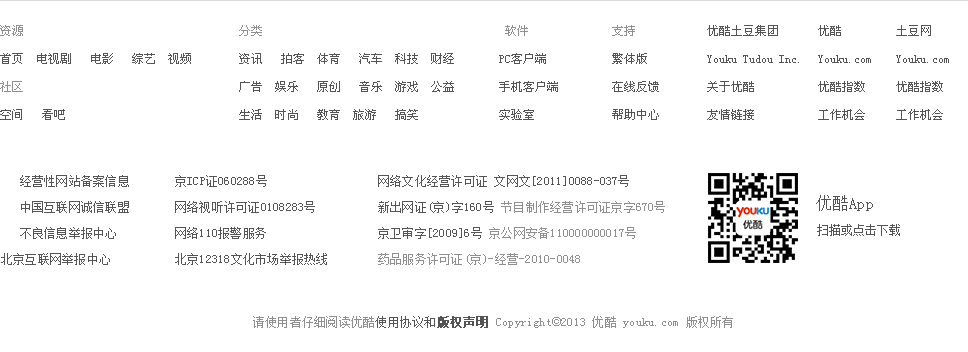 资源 分类 软件 支持 优酷土豆集团 优酷 土豆网
首页 电视剧 电影 综艺 视频 资讯 拍客 体育 汽车 科技 财经 PC客户端 繁体版 Youku Tudou Inc. Youku.com Youku.com
社区 广告 娱乐 原创 音乐 游戏 公益 手机客户端 在线反馈 关于优酷 优酷指数 优酷指数
空间 看吧 生活 时尚 教育 旅游 搞笑 实验室 帮助中心 友情链接 工作机会 工作机会
经营性网站备案信息 京ICP证060288号 网络文化经营许可证 文网文[2011]0088-037号
中国互联网诚信联盟 网络视听许可证0108283号 新出网证(京)字160号 节目制作经营许可证京字670号
不良信息举报中心 网络110报警服务 京卫审字[2009]6号 京公网安备110000000017号
北京互联网举报中心 北京12318文化市场举报热线 药品服务许可证(京)-经营-2010-0048
YOUKU
优酷
优酷App
扫描或点击下载
请使用者仔细阅读优酷使用协议和版权声明 Copyright©2013 优酷 youku.com 版权所有